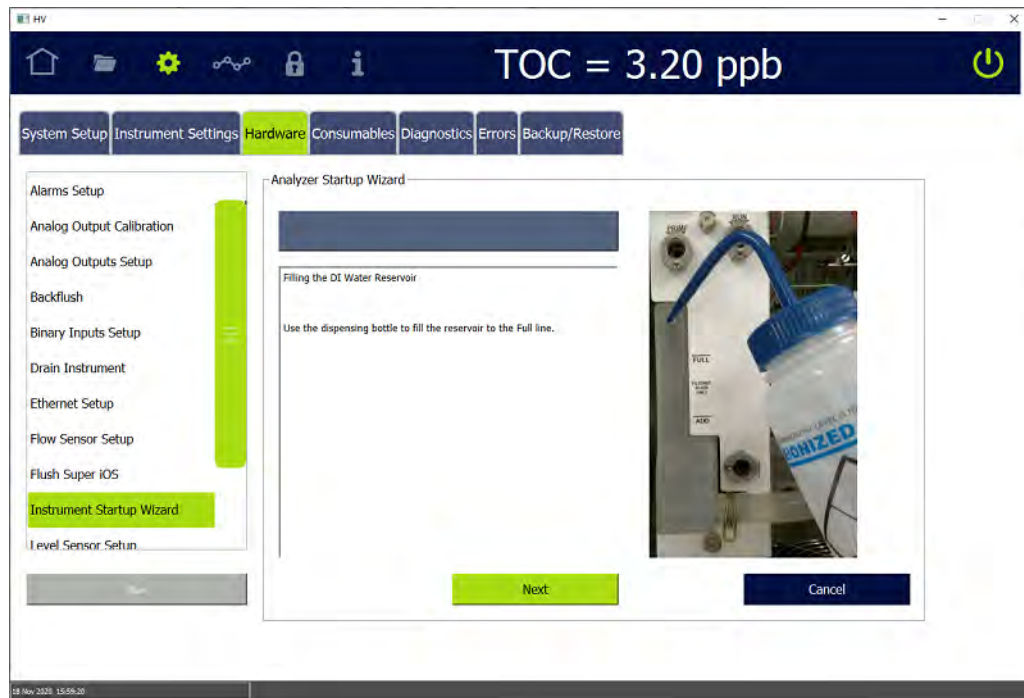 HV
TOC = 3.20 ppb
System Setup
Instrument Settings
Hardware
Consumables
Diagnostics
Errors
Backup/Restore
Alarms Setup
Analog Output Calibration
Analog Outputs Setup
Backflush
Binary Inputs Setup
Drain Instrument
Ethernet Setup
Flow Sensor Setup
Flush Super iOS
Instrument Startup Wizard
Level Sensor Setup
Analyzer Startup Wizard
Filling the DI Water Reservoir
Use the dispensing bottle to fill the reservoir to the Full line.
PRIME
RUN
FULL
ADD
IONIZED
Next
Cancel
18 Nov 2020 15:59:20